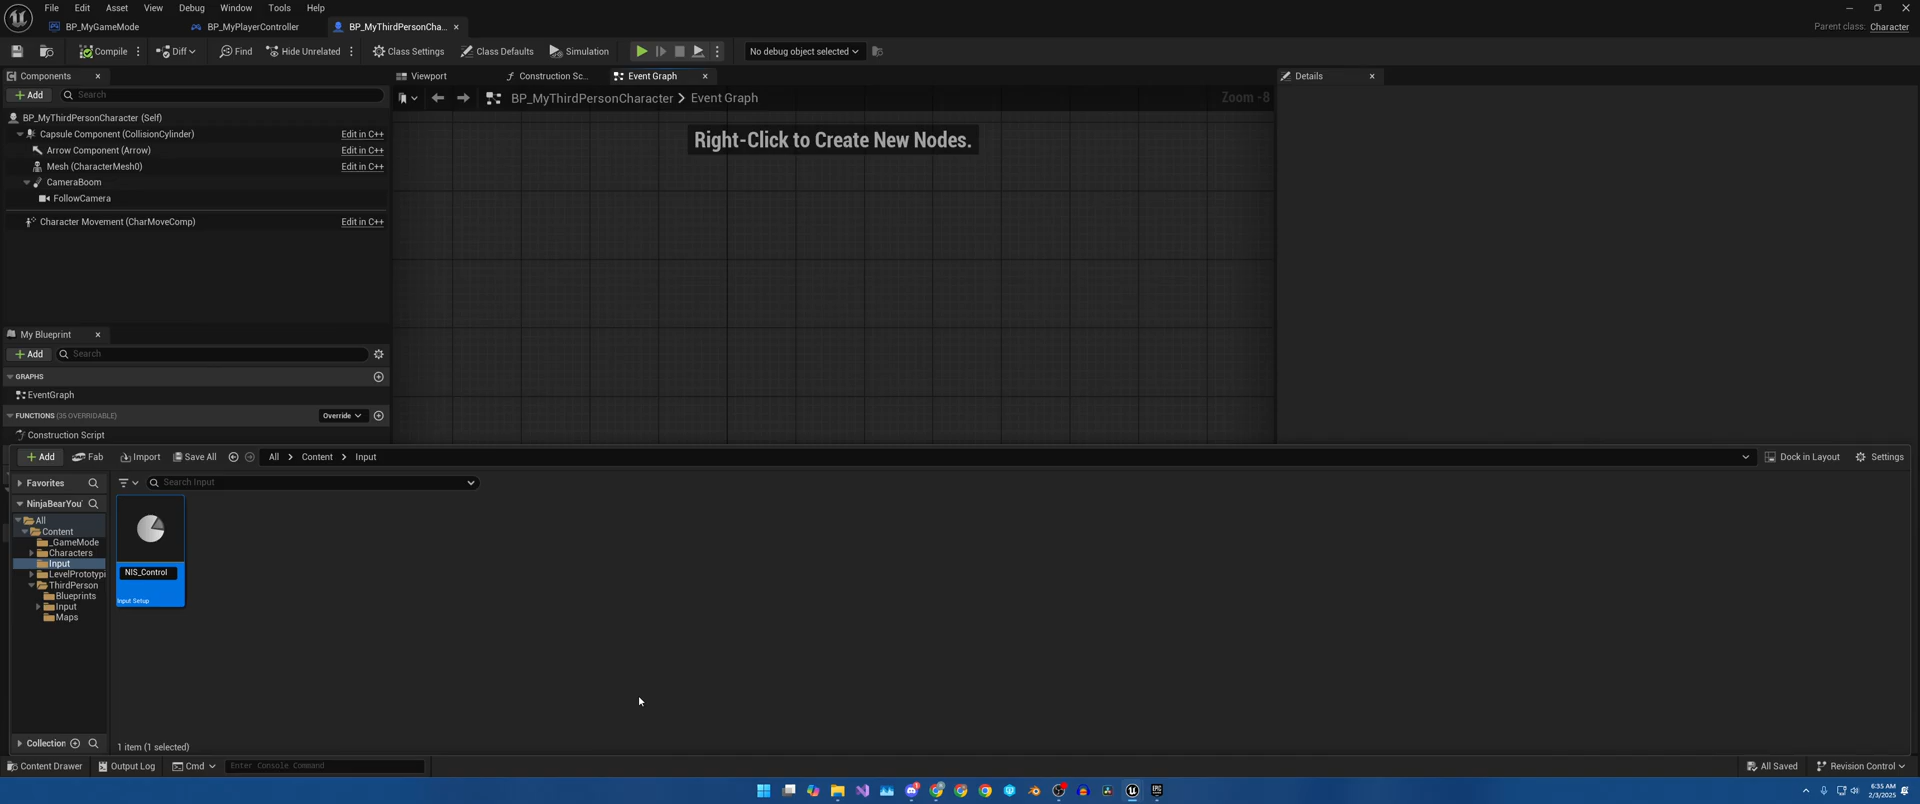 File Edit Asset View Debug Window Tools Help
BP_MyGameMode BP_MyPlayerController BP_MyThirdPersonCha...
Parent class: Character
Compile Diff Find Hide Unrelated Class Settings Class Defaults Simulation No debug object selected
Components Viewport Construction Sc... Event Graph Details
Add Search
BP_MyThirdPersonCharacter > Event Graph
Zoom -8
BP_MyThirdPersonCharacter (Self)
Capsule Component (CollisionCylinder) Edit in C++
Right-Click to Create New Nodes.
Arrow Component (Arrow) Edit in C++
Mesh (CharacterMesh0) Edit in C++
CameraBoom
FollowCamera
Character Movement (CharMoveComp) Edit in C++
My Blueprint
Add Search
GRAPHS
EventGraph
FUNCTIONS (35 OVERRIDABLE) Override
Construction Script
Add Fab Import Save All All > Content > Input Dock in Layout Settings
Favorites Search Input
NinjaBearYou
All
Content
_GameMode
Characters
Input
LevelPrototypi
ThirdPerson
Blueprints
Input
Maps
NIS_Control
Input Setup
Collection 1 item (1 selected)
Content Drawer Output Log Cmd Enter Console Command All Saved Revision Control
6:35 AM
2/3/2025